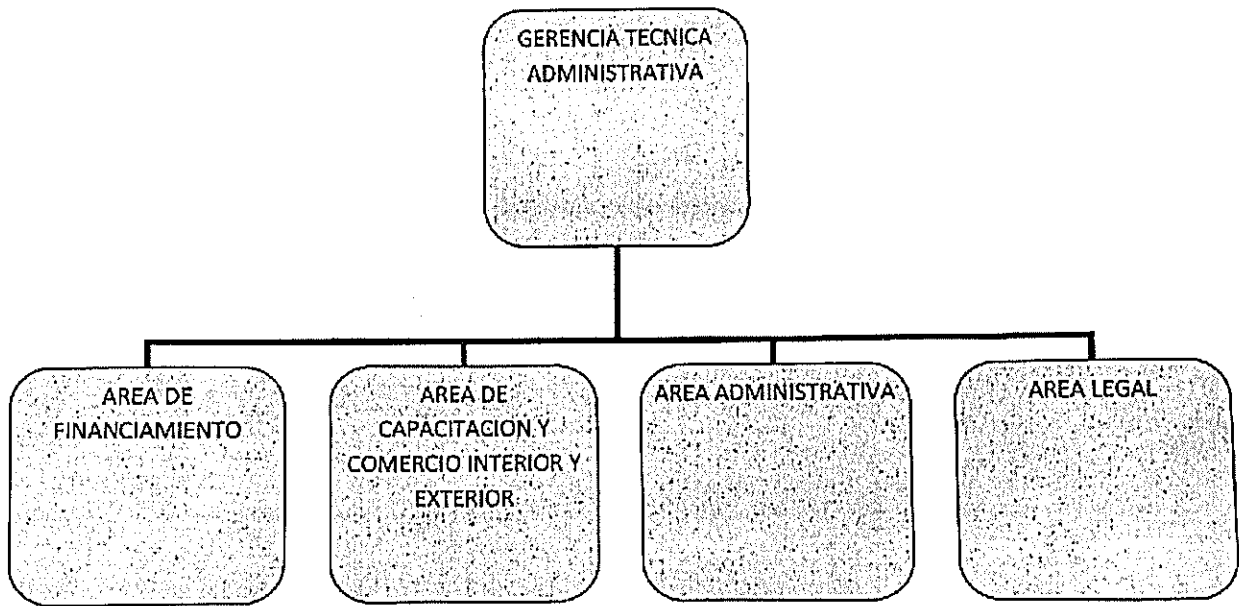 GERENCIA TECNICA
ADMINISTRATIVA
AREA DE
FINANCIAMIENTO
AREA DE
CAPACITACION Y
COMERCIO INTERIOR Y
EXTERIOR
AREA ADMINISTRATIVA
AREA LEGAL